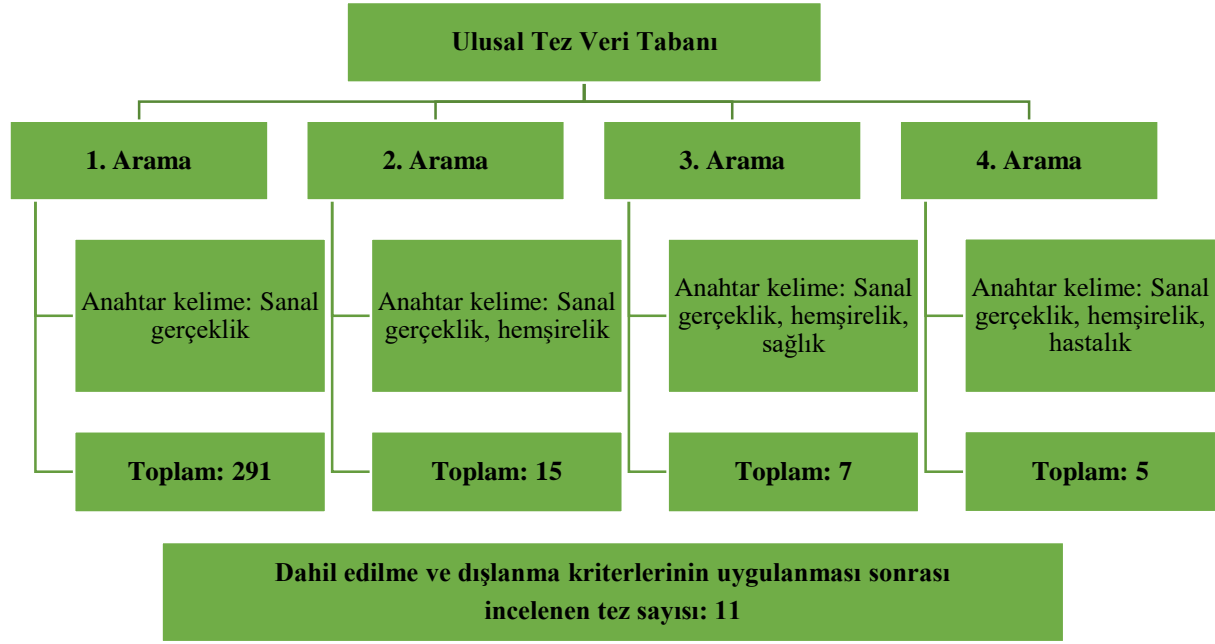 Ulusal Tez Veri Tabanı
1. Arama
2. Arama
3. Arama
4. Arama
Anahtar kelime: Sanal
gerçeklik
Anahtar kelime: Sanal
gerçeklik, hemşirelik
Anahtar kelime: Sanal
gerçeklik, hemşirelik,
sağlık
Anahtar kelime: Sanal
gerçeklik, hemşirelik,
hastalık
Toplam: 291
Toplam: 15
Toplam: 7
Toplam: 5
Dahil edilme ve dışlanma kriterlerinin uygulanması sonrası
incelenen tez sayısı: 11